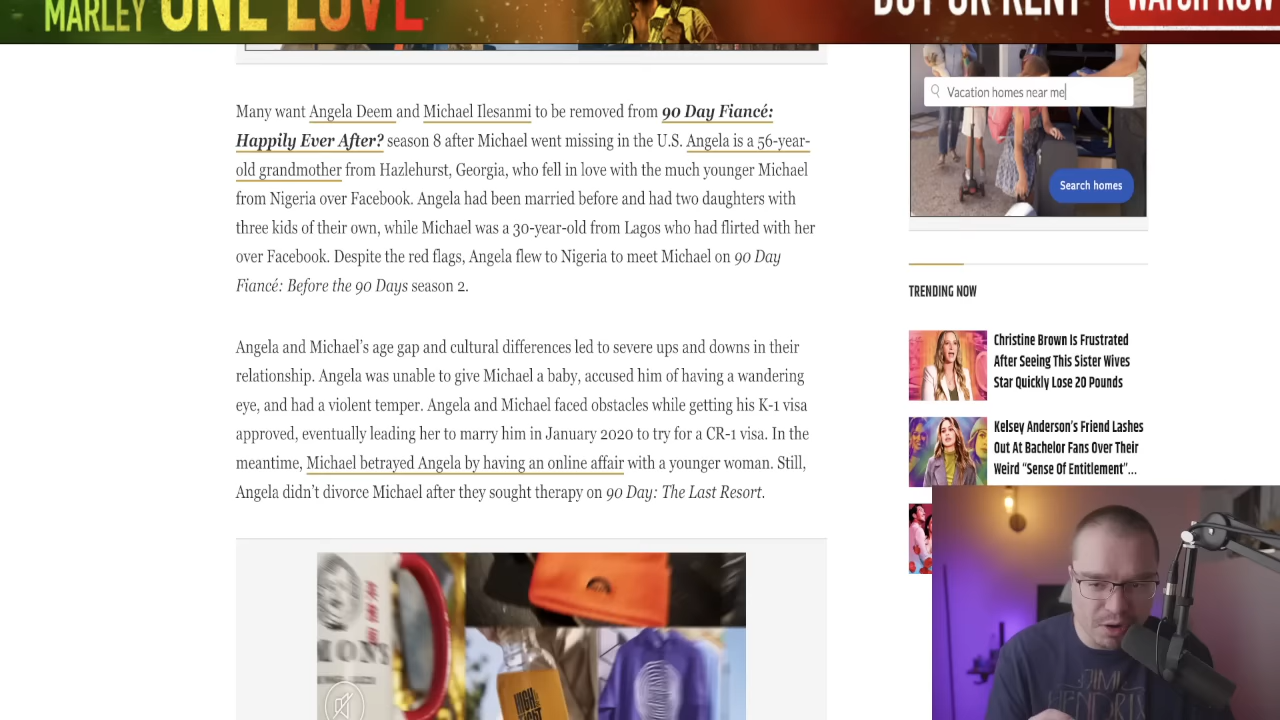 MARLEY ONE LOVE
BUY OR RENT
WATCH NOW
Many want Angela Deem and Michael Ilesanmi to be removed from 90 Day Fiancé:
Happily Ever After? season 8 after Michael went missing in the U.S. Angela is a 56-year-
old grandmother from Hazlehurst, Georgia, who fell in love with the much younger Michael
from Nigeria over Facebook. Angela had been married before and had two daughters with
three kids of their own, while Michael was a 30-year-old from Lagos who had flirted with her
over Facebook. Despite the red flags, Angela flew to Nigeria to meet Michael on 90 Day
Fiancé: Before the 90 Days season 2.
Angela and Michael’s age gap and cultural differences led to severe ups and downs in their
relationship. Angela was unable to give Michael a baby, accused him of having a wandering
eye, and had a violent temper. Angela and Michael faced obstacles while getting his K-1 visa
approved, eventually leading her to marry him in January 2020 to try for a CR-1 visa. In the
meantime, Michael betrayed Angela by having an online affair with a younger woman. Still,
Angela didn’t divorce Michael after they sought therapy on 90 Day: The Last Resort.
Vacation homes near me
Search homes
TRENDING NOW
Christine Brown Is Frustrated
After Seeing This Sister Wives
Star Quickly Lose 20 Pounds
Kelsey Anderson’s Friend Lashes
Out At Bachelor Fans Over Their
Weird “Sense Of Entitlement”...
JIMI
HENDRIX